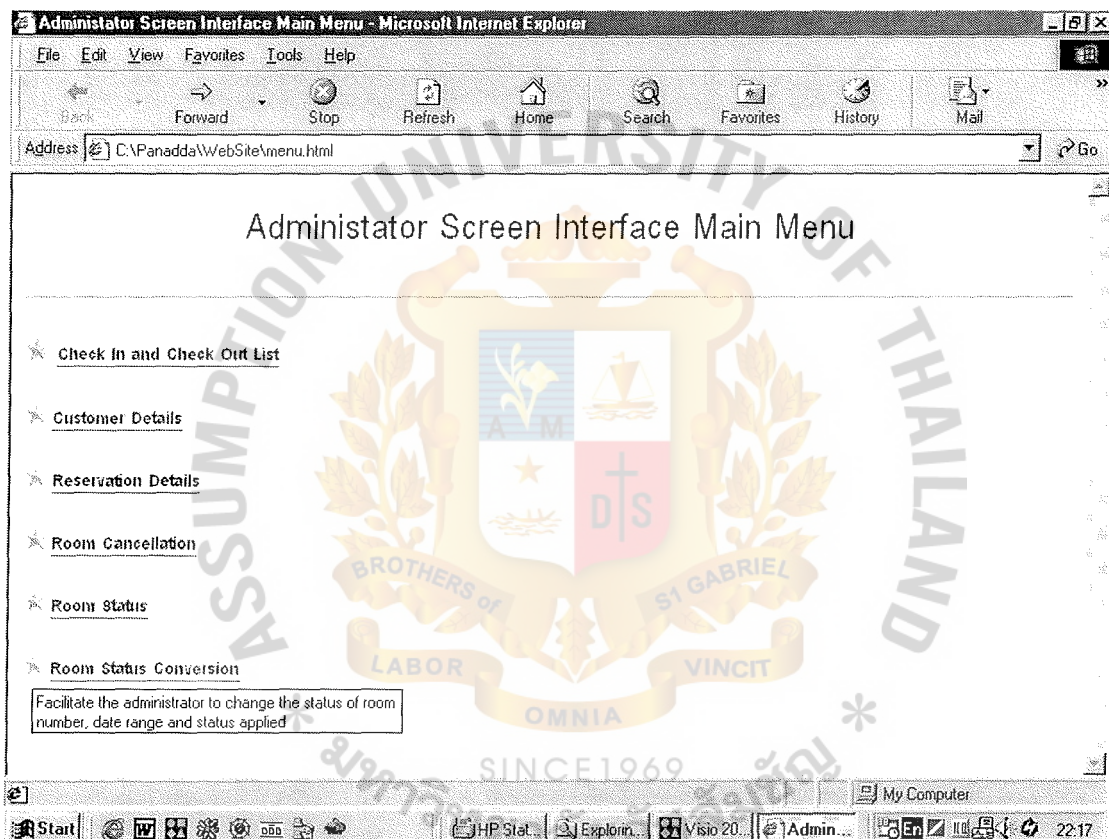 Administator Screen Interface Main Menu - Microsoft Internet Explorer
File Edit View Favorites Tools Help
Back Forward Stop Refresh Home Search Favorites History Mail
Address C:\Panadda\WebSite\menu.html Go
UNIVERSITY OF
ASSUMPTION
THAILAND
Administator Screen Interface Main Menu
Check In and Check Out List
Customer Details
A M
Reservation Details
D S
Room Cancellation
BROTHERS of ST GABRIEL
Room Status
Room Status Conversion
LABOR VINCIT
Facilitate the administrator to change the status of room
number, date range and status applied
OMNIA
SINCE1969
My Computer
Start HP Stat... Explorin... Visio 20... Admin... En 22:17